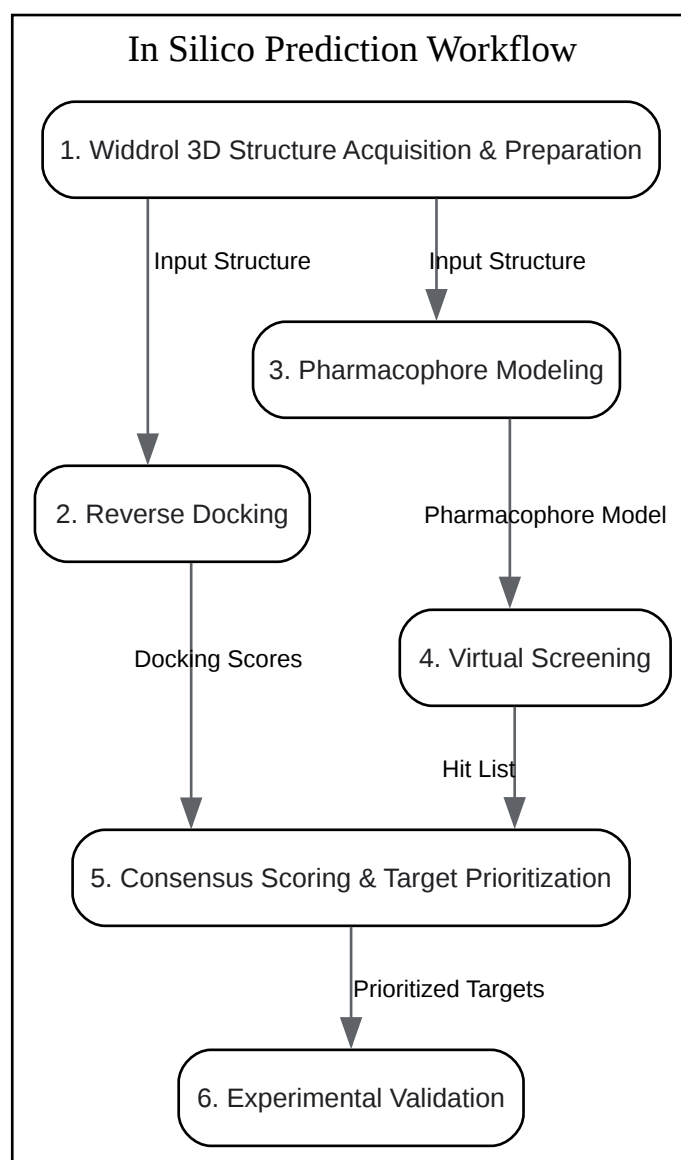 In Silico Prediction Workflow
1. Widdrol 3D Structure Acquisition & Preparation
Input Structure
Input Structure
3. Pharmacophore Modeling
2. Reverse Docking
Pharmacophore Model
Docking Scores
4. Virtual Screening
Hit List
5. Consensus Scoring & Target Prioritization
Prioritized Targets
6. Experimental Validation